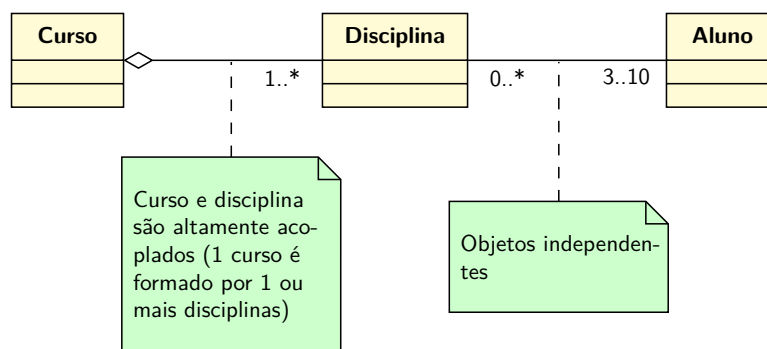 Curso
Disciplina
Aluno
1..*
0..*
3..10
Curso e disciplina
são altamente aco-
plados (1 curso é
formado por 1 ou
mais disciplinas)
Objetos independen-
tes